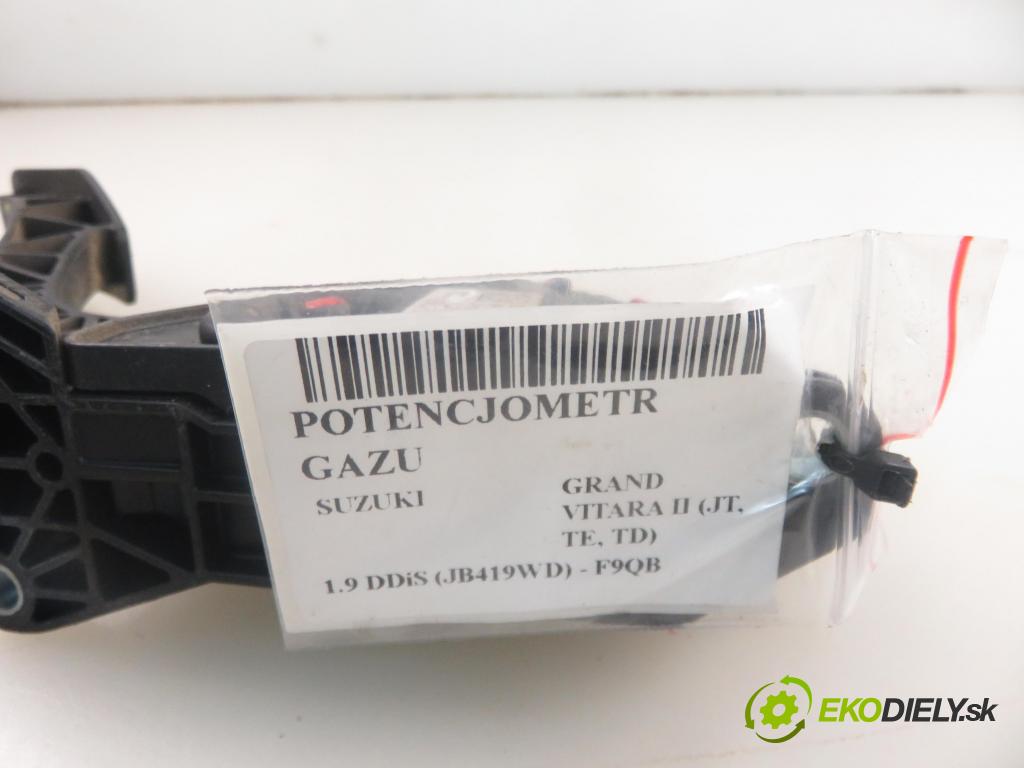 POTENCJOMETR
GAZU
SUZUKI
GRAND
VITARA II (JT,
TE, TD)
1.9 DDiS (JB419WD) - F9QB
EKODIELY.sk